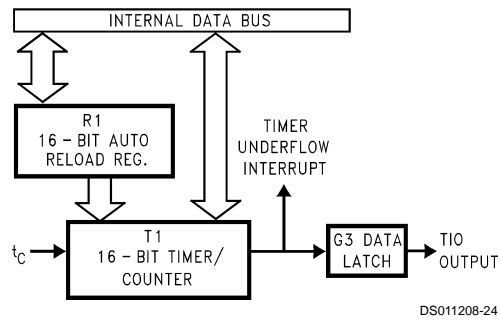 INTERNAL DATA BUS
R1
16 – BIT AUTO
RELOAD REG.
TIMER
UNDERFLOW
INTERRUPT
tC
T1
16 – BIT TIMER/
COUNTER
G3 DATA
LATCH
TIO
OUTPUT
DS011208-24